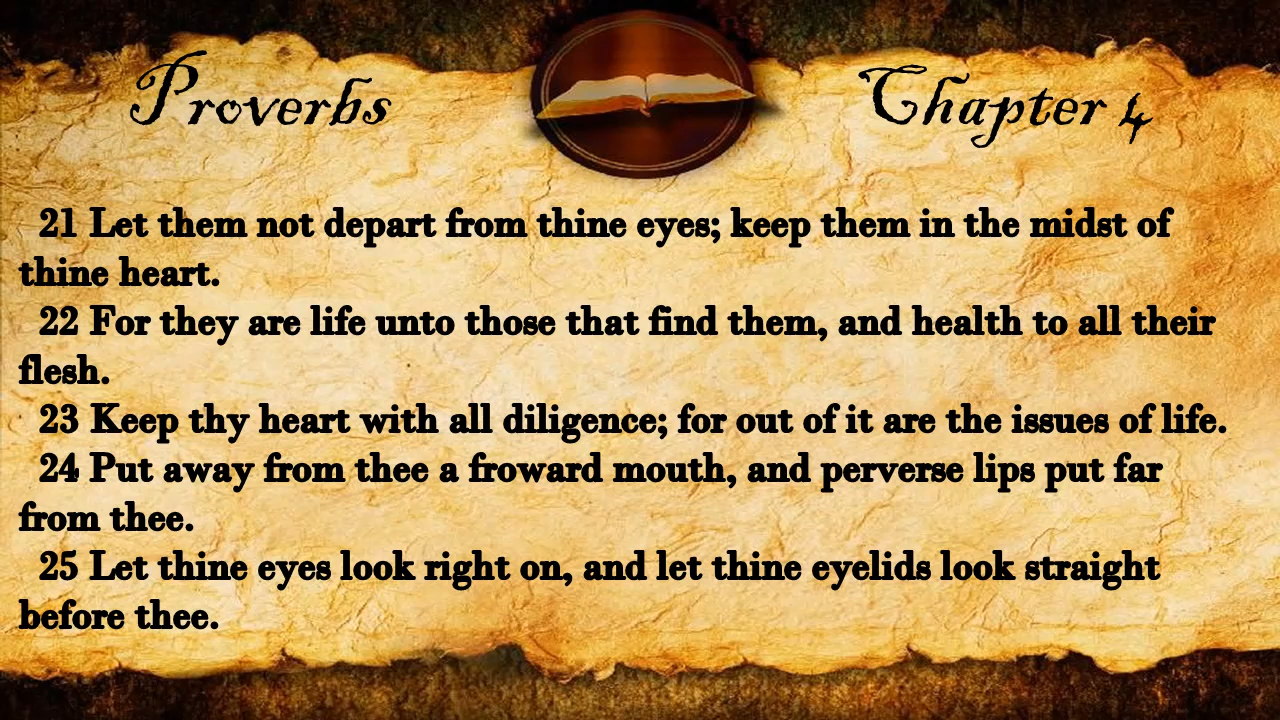 Proverbs Chapter 4
21 Let them not depart from thine eyes; keep them in the midst of
thine heart.
22 For they are life unto those that find them, and health to all their
flesh.
23 Keep thy heart with all diligence; for out of it are the issues of life.
24 Put away from thee a froward mouth, and perverse lips put far
from thee.
25 Let thine eyes look right on, and let thine eyelids look straight
before thee.